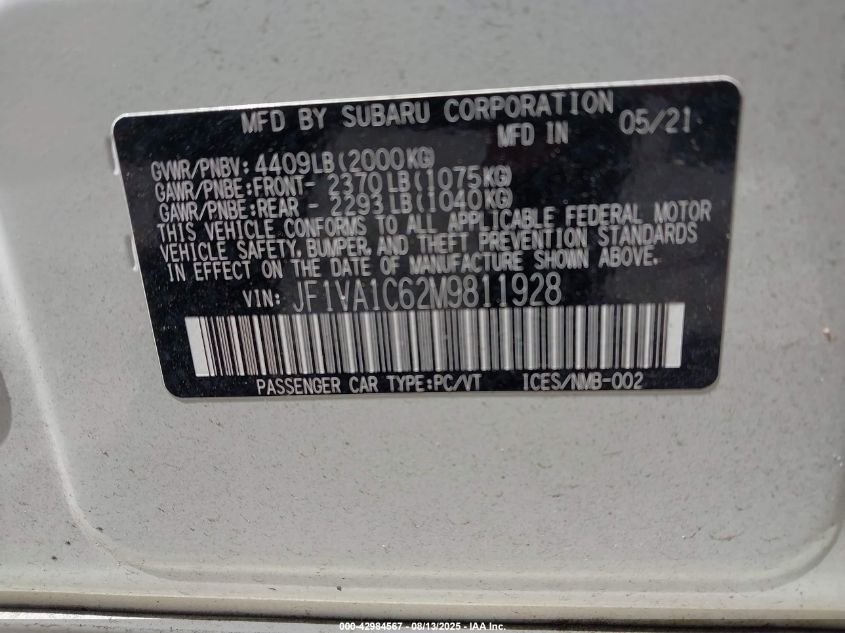 MFD BY SUBARU CORPORATION
MFD IN 05/21
GVWR/PNBV: 4409LB(2000KG)
GAWR/PNBE:FRONT- 2370LB(1075KG)
GAWR/PNBE:REAR - 2293LB(1040KG)
THIS VEHICLE CONFORMS TO ALL APPLICABLE FEDERAL MOTOR
VEHICLE SAFETY, BUMPER, AND THEFT PREVENTION STANDARDS
IN EFFECT ON THE DATE OF MANUFACTURE SHOWN ABOVE.
VIN: JF1VA1C62M9811928
PASSENGER CAR TYPE:PC/VT ICES/NMB-002
000-42984567 - 08/13/2025 - IAA Inc.